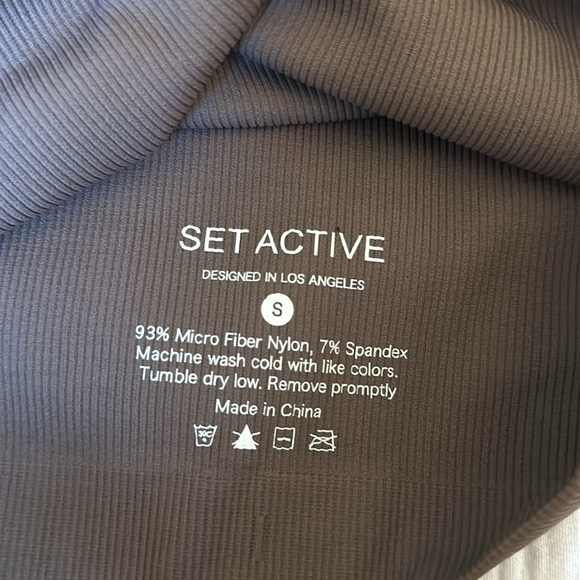 SET ACTIVE
DESIGNED IN LOS ANGELES
S
93% Micro Fiber Nylon, 7% Spandex
Machine wash cold with like colors.
Tumble dry low. Remove promptly
Made in China
30C